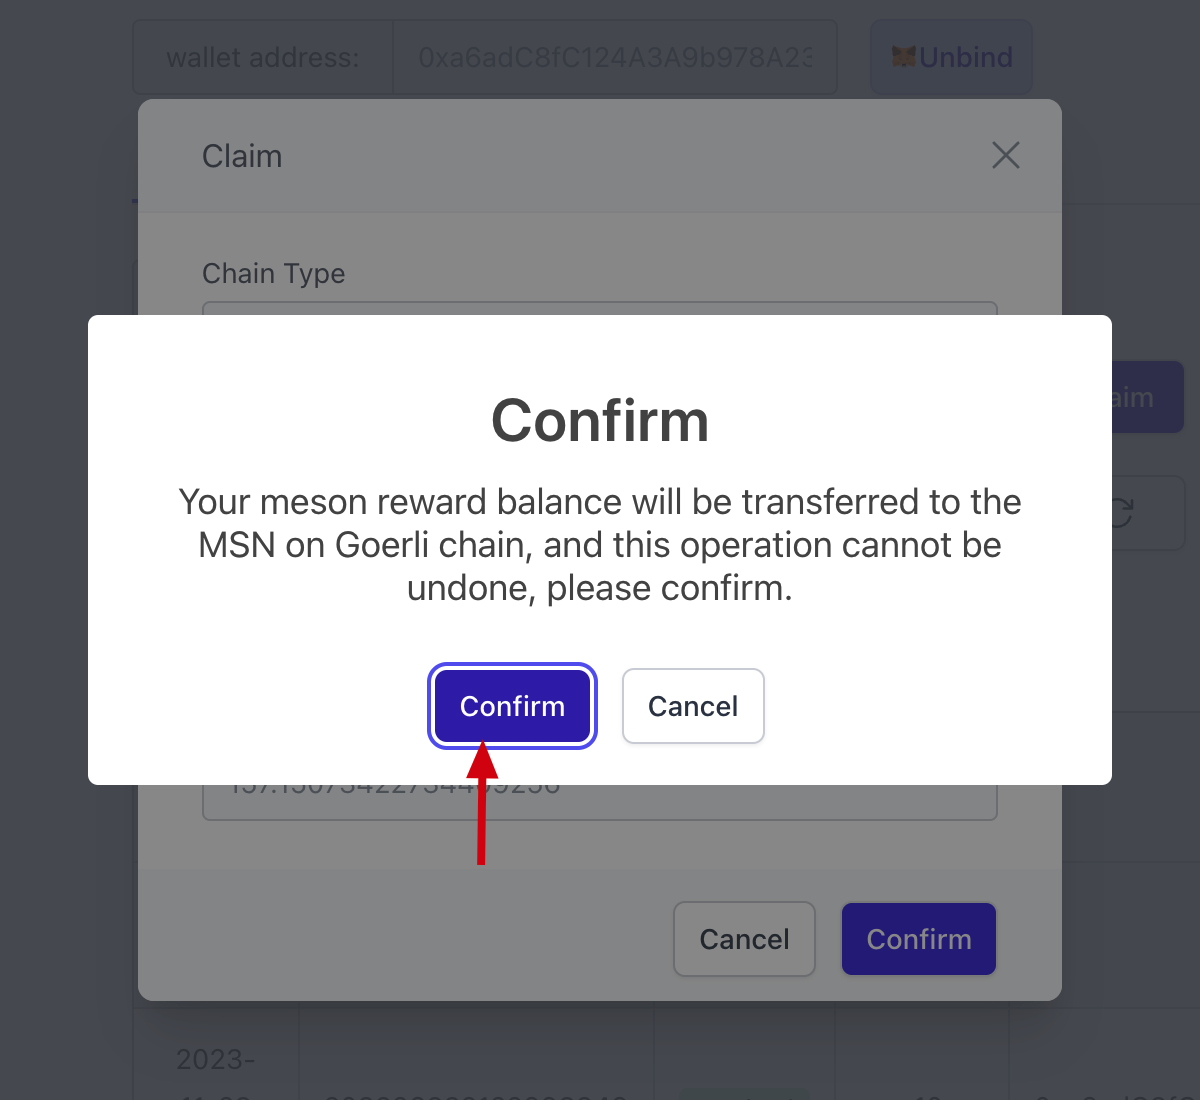 wallet address:
0xa6adC8fC124A3A9b978A23
Unbind
Claim
Chain Type
aim
Confirm
Your meson reward balance will be transferred to the
MSN on Goerli chain, and this operation cannot be
undone, please confirm.
Confirm
Cancel
Cancel
Confirm
2023-